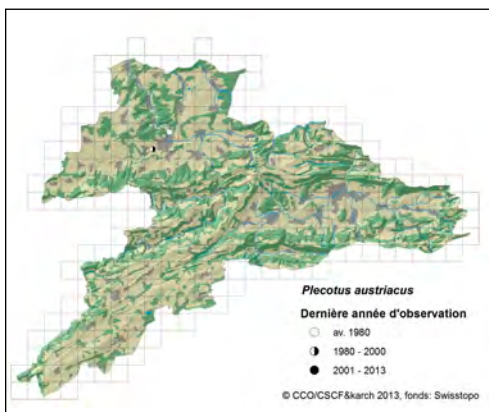 Plecotus austriacus
Dernière année d'observation
av. 1980
1980 - 2000
2001 - 2013
© CCO/CSCF&karch 2013, fonds: Swisstopo